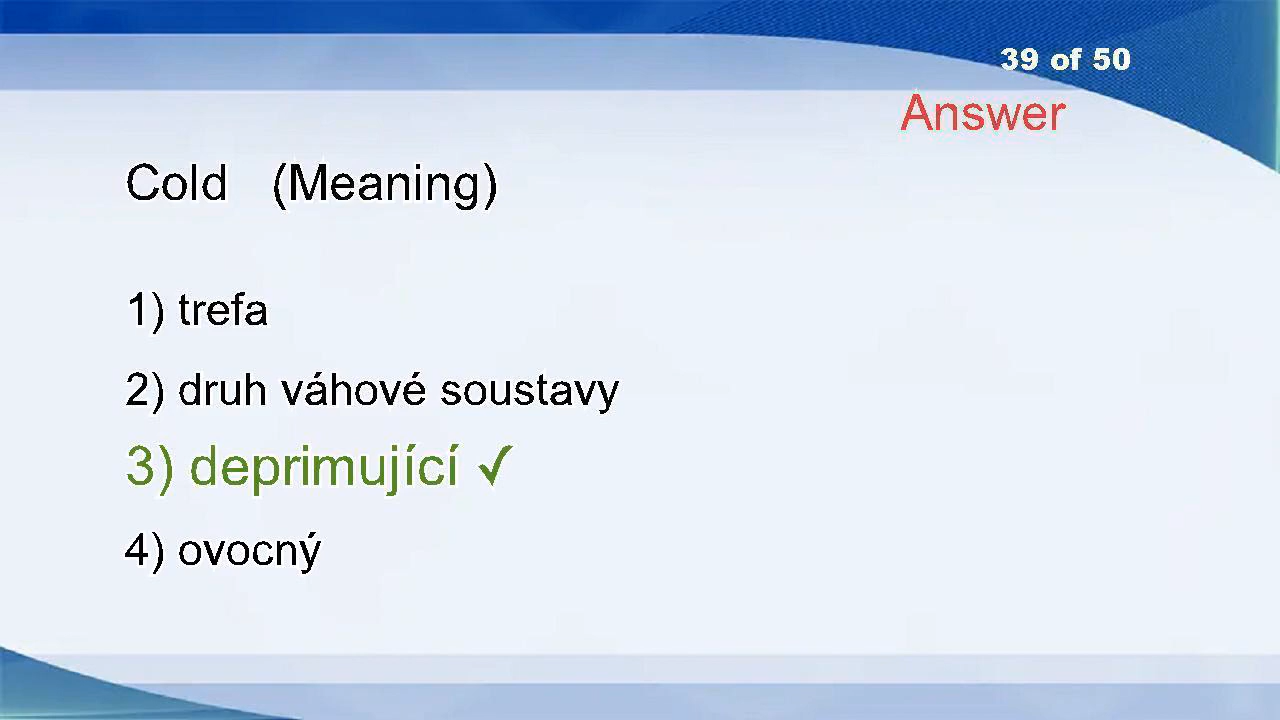 39 of 50
Answer
Cold (Meaning)
1) trefa
2) druh váhové soustavy
3) deprimující ✓
4) ovocný